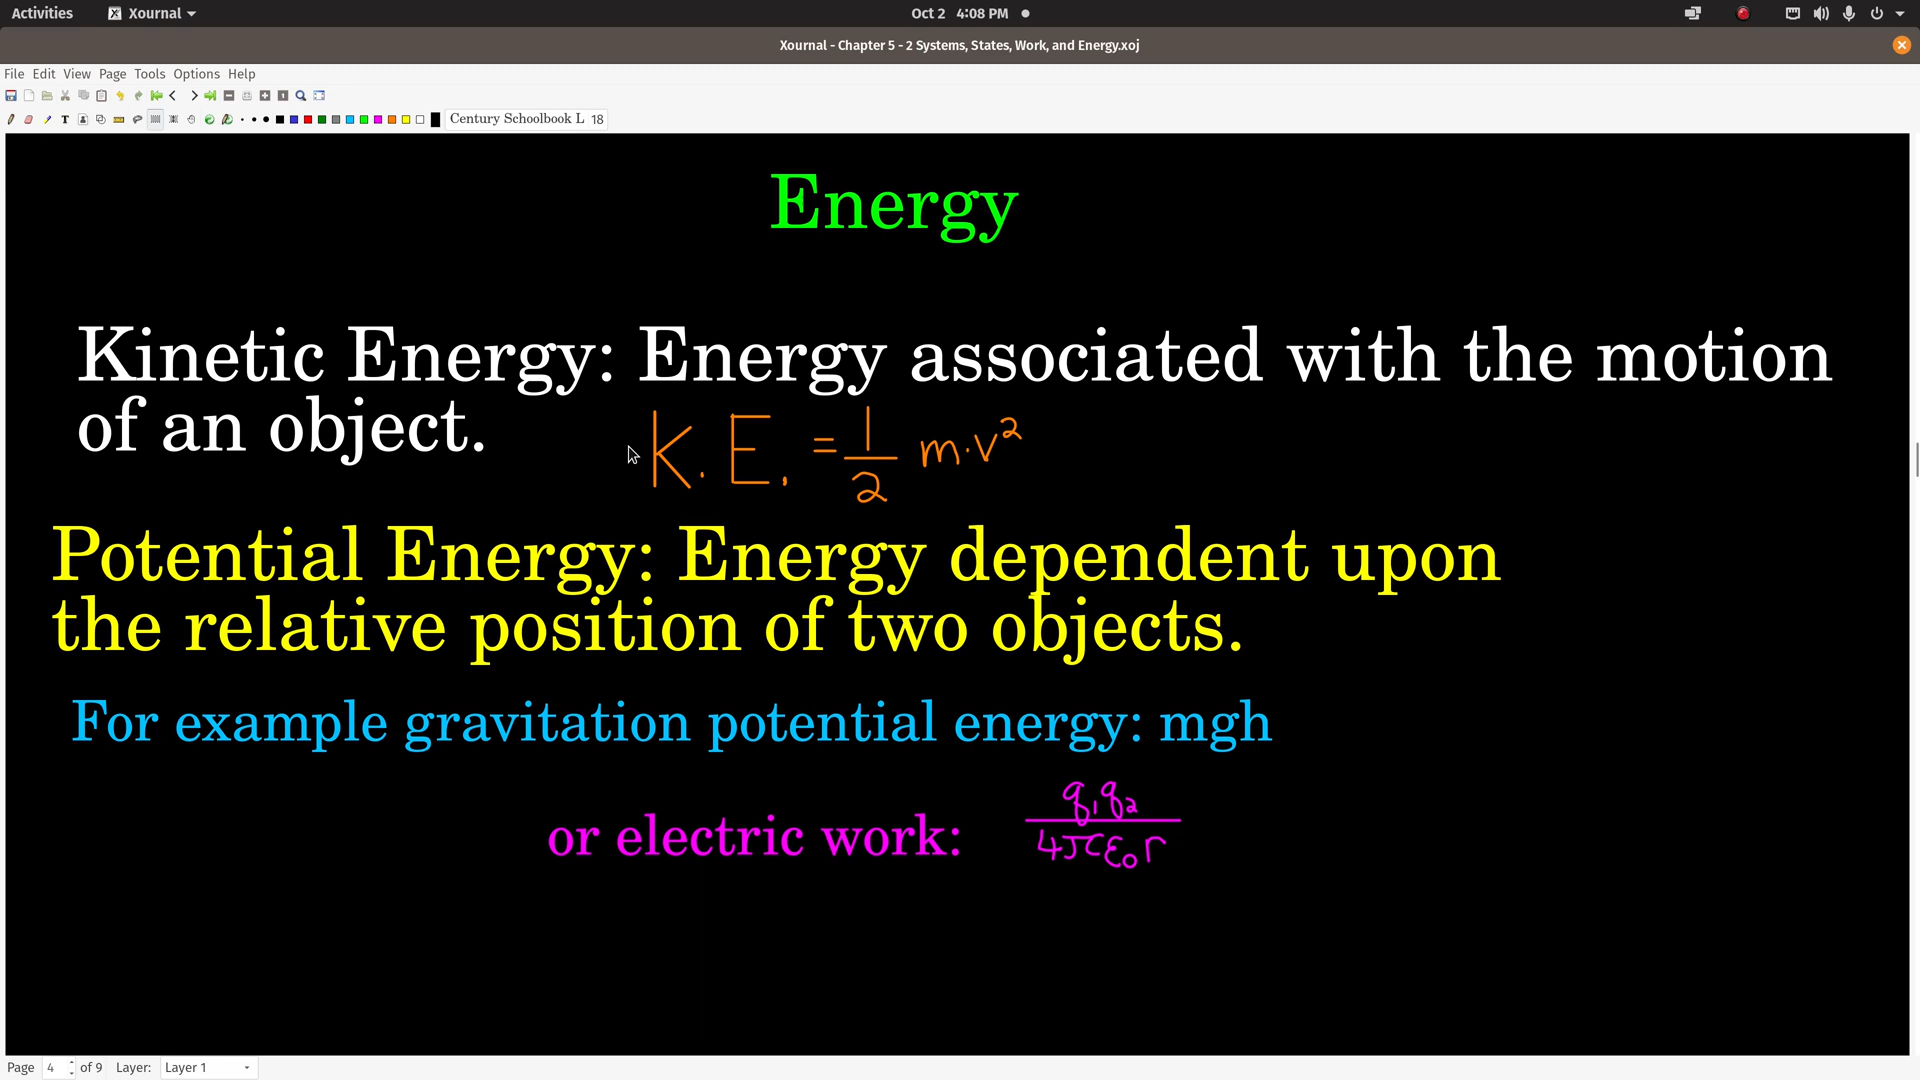 Activities Xournal Oct 2 4:08 PM
Xournal - Chapter 5 - 2 Systems, States, Work, and Energy.xoj
File Edit View Page Tools Options Help
Century Schoolbook L 18
Energy
Kinetic Energy: Energy associated with the motion
of an object.
K.E. = 1/2 m·v²
Potential Energy: Energy dependent upon
the relative position of two objects.
For example gravitation potential energy: mgh
or electric work: q₁q₂/4πε₀r
Page 4 of 9 Layer: Layer 1